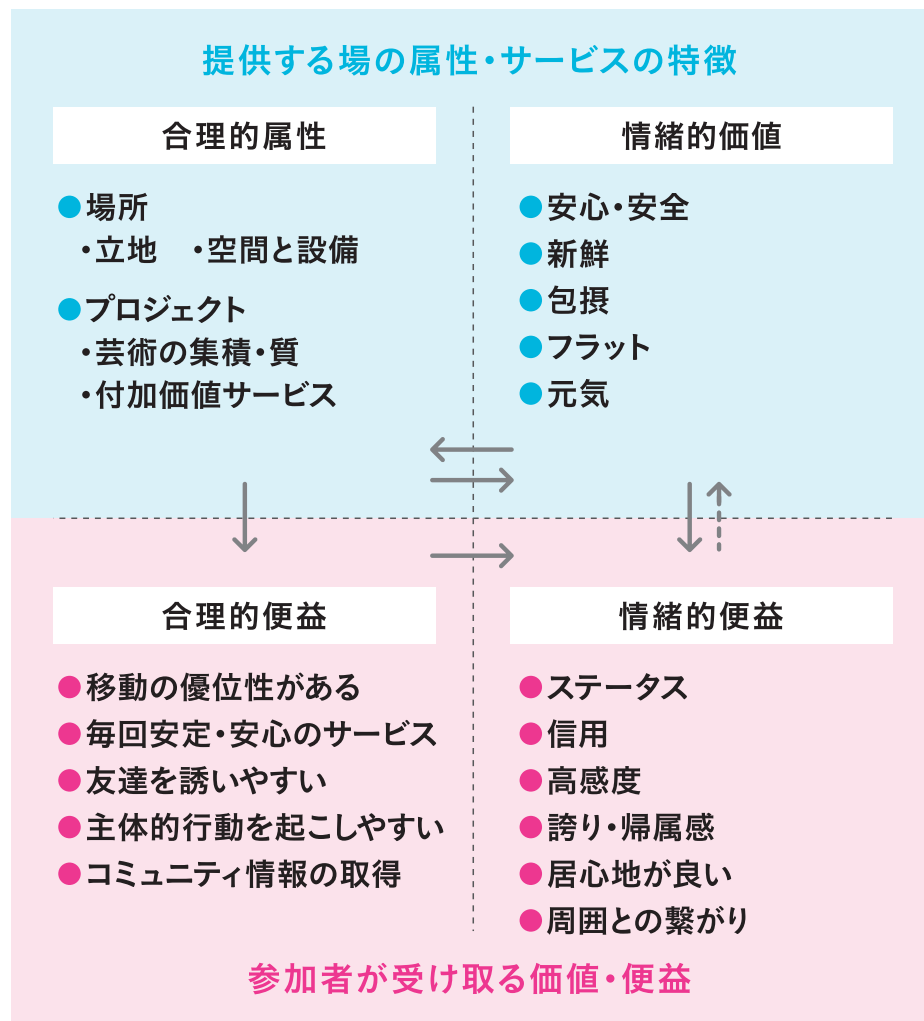 提供する場の属性・サービスの特徴
合理的属性
●場所
・立地　・空間と設備
●プロジェクト
・芸術の集積・質
・付加価値サービス
情緒的価値
●安心・安全
●新鮮
●包摂
●フラット
●元気
合理的便益
●移動の優位性がある
●毎回安定・安心のサービス
●友達を誘いやすい
●主体的行動を起こしやすい
●コミュニティ情報の取得
情緒的便益
●ステータス
●信用
●高感度
●誇り・帰属感
●居心地が良い
●周囲との繋がり
参加者が受け取る価値・便益